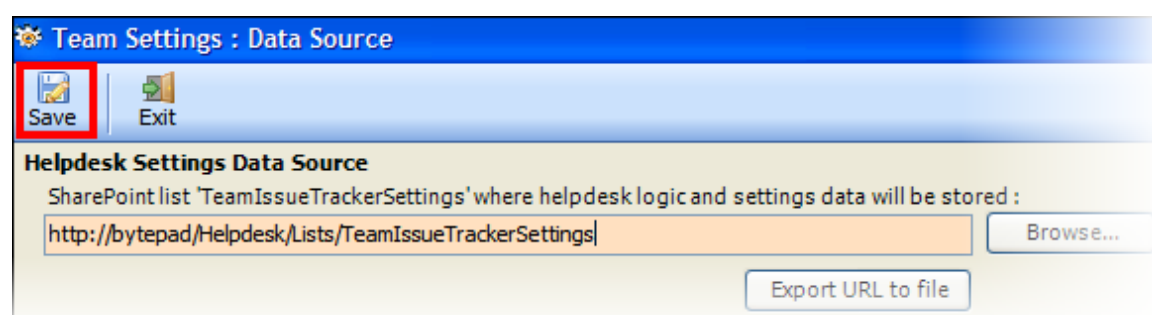 Team Settings : Data Source
Save Exit
Helpdesk Settings Data Source
SharePoint list 'TeamIssueTrackerSettings' where helpdesk logic and settings data will be stored :
http://bytepad/Helpdesk/Lists/TeamIssueTrackerSettings Browse...
Export URL to file